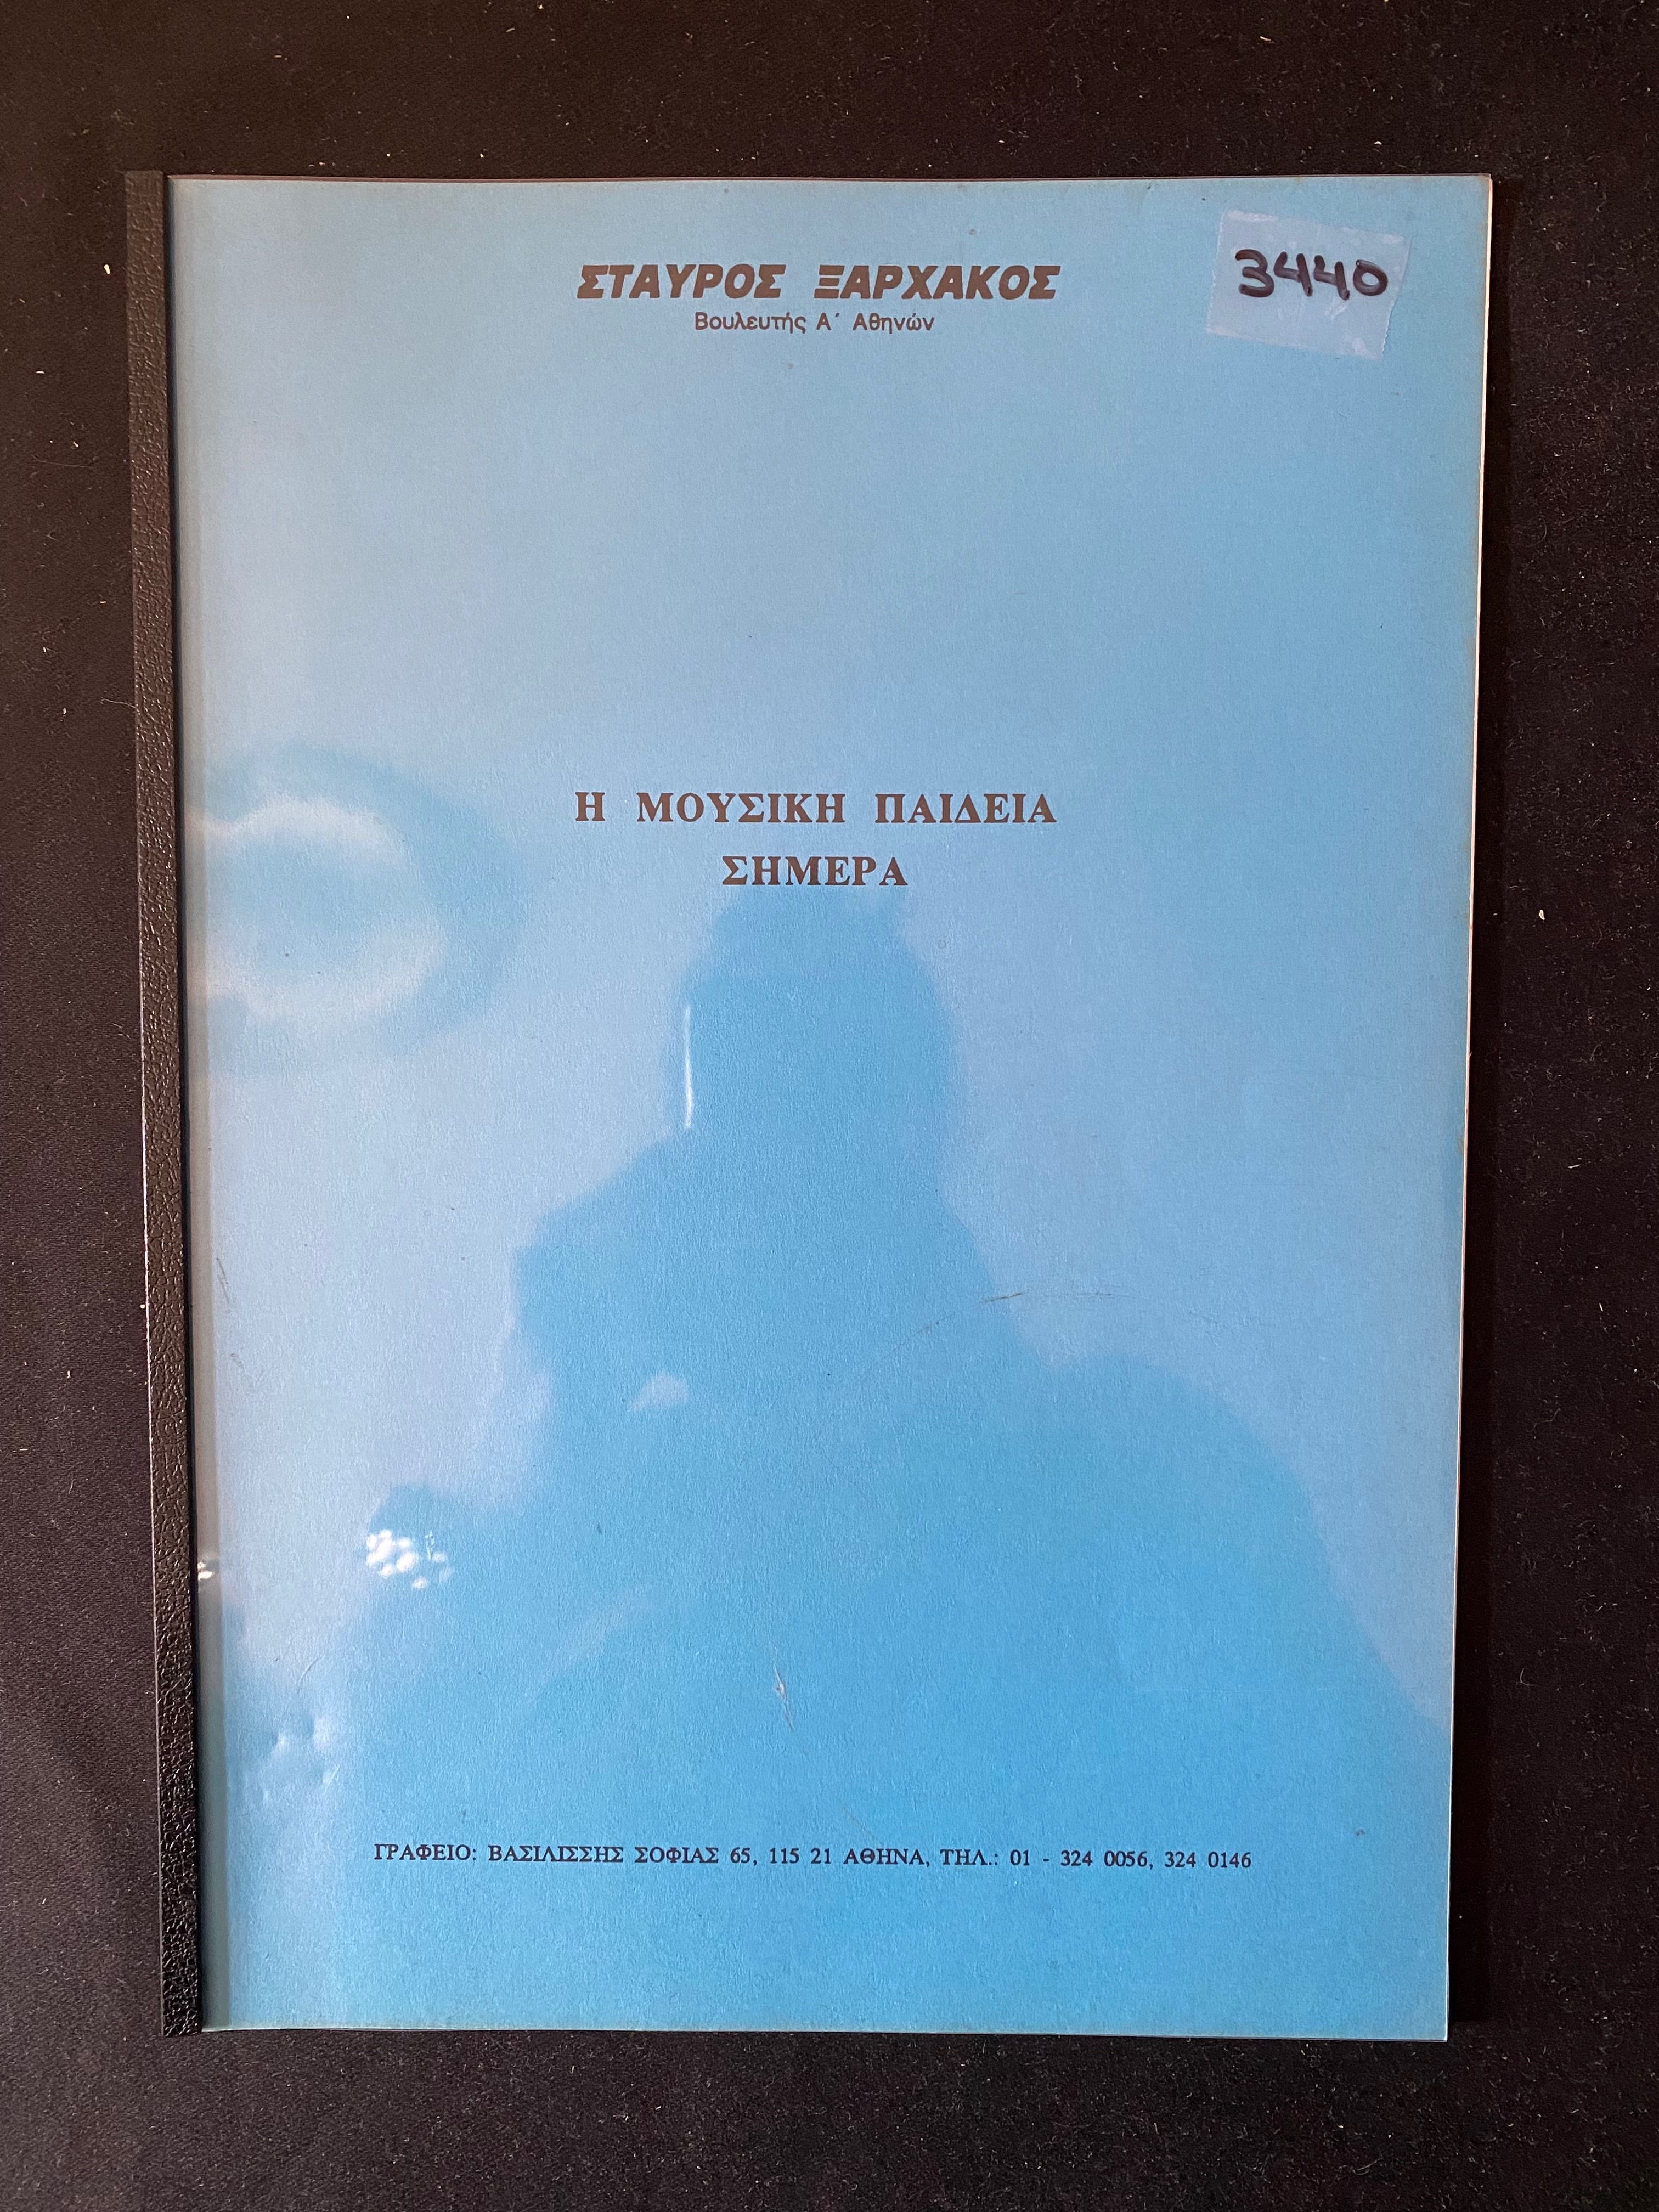 ΣΤΑΥΡΟΣ ΞΑΡΧΑΚΟΣ
3440
Βουλευτής Α΄ Αθηνών
Η ΜΟΥΣΙΚΗ ΠΑΙΔΕΙΑ
ΣΗΜΕΡΑ
ΓΡΑΦΕΙΟ: ΒΑΣΙΛΙΣΣΗΣ ΣΟΦΙΑΣ 65, 115 21 ΑΘΗΝΑ, ΤΗΛ.: 01 - 324 0056, 324 0146